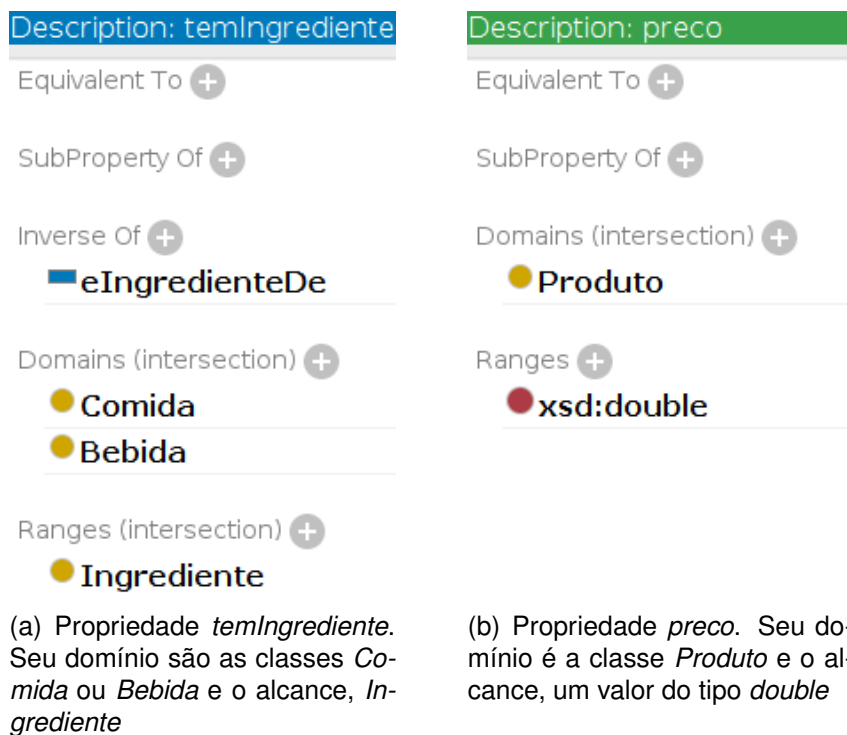 Description: temIngrediente
Equivalent To
SubProperty Of
Inverse Of
eIngredienteDe
Domains (intersection)
Comida
Bebida
Ranges (intersection)
Ingrediente
(a) Propriedade temIngrediente.
Seu domínio são as classes Co-
mida ou Bebida e o alcance, In-
grediente
Description: preco
Equivalent To
SubProperty Of
Domains (intersection)
Produto
Ranges
xsd:double
(b) Propriedade preco. Seu do-
mínio é a classe Produto e o al-
cance, um valor do tipo double